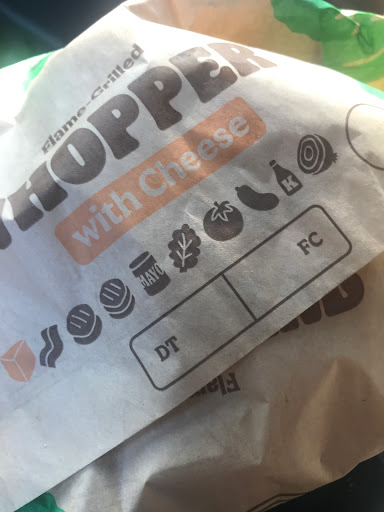 Flame-Grilled
WHOPPER
with Cheese
MAYO
K
DT
FC